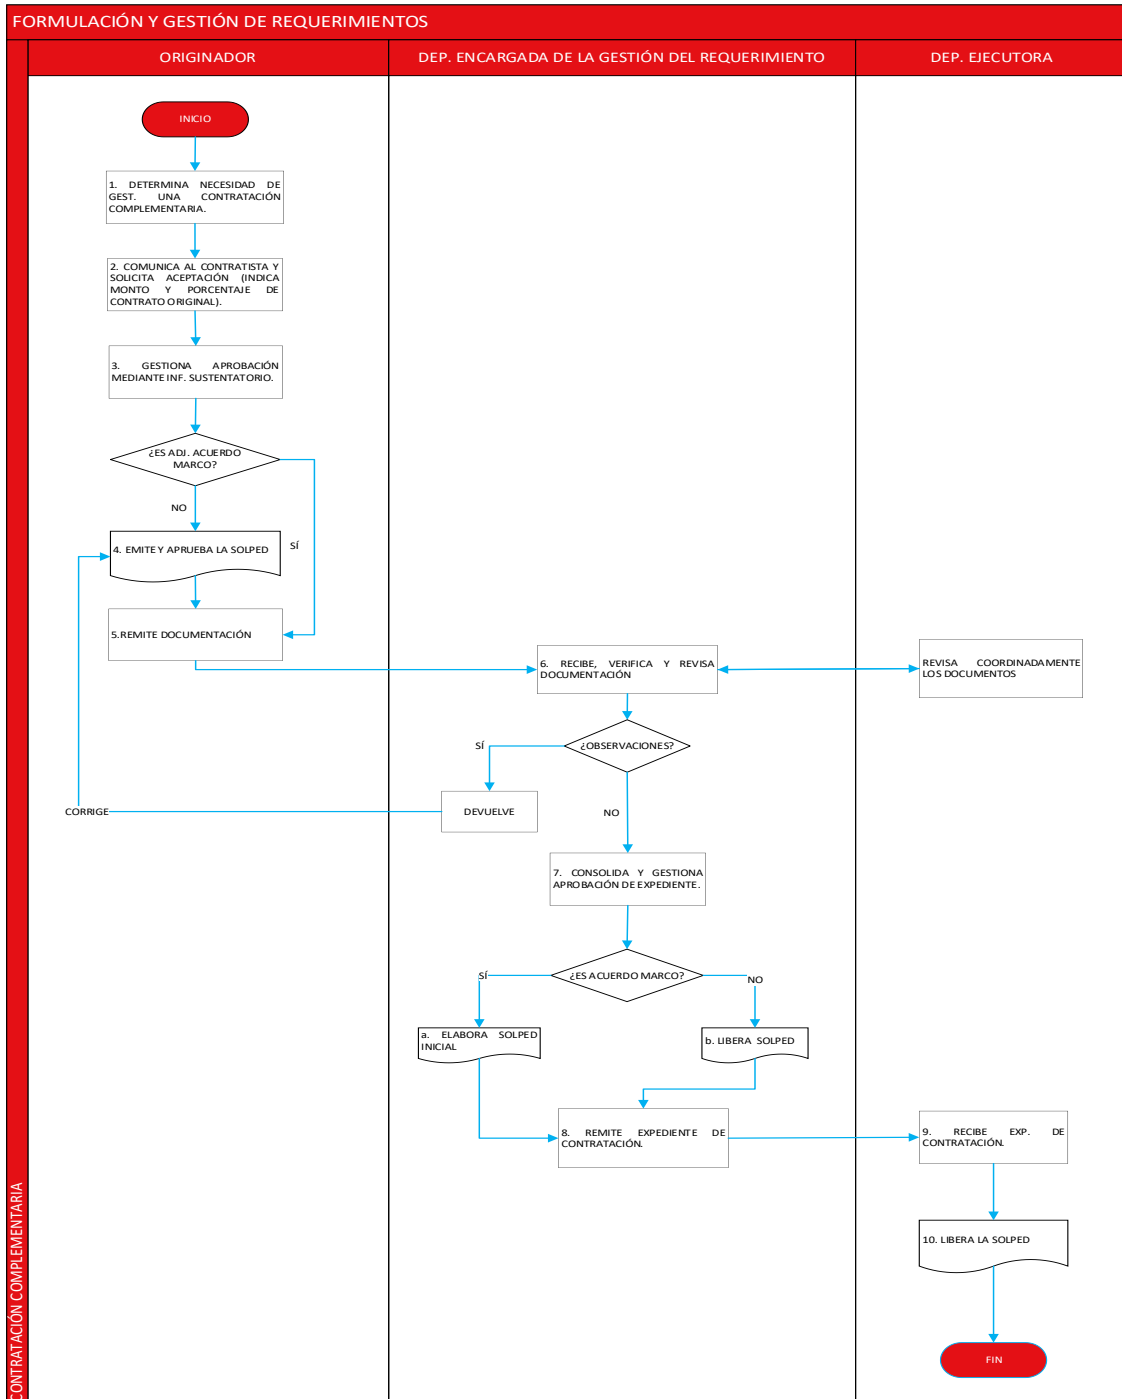 FORMULACIÓN Y GESTIÓN DE REQUERIMIENTOS
ORIGINADOR
DEP. ENCARGADA DE LA GESTIÓN DEL REQUERIMIENTO
DEP. EJECUTORA
INICIO
1. DETERMINA NECESIDAD DE
GEST. UNA CONTRATACIÓN
COMPLEMENTARIA.
2. COMUNICA AL CONTRATISTA Y
SOLICITA ACEPTACIÓN (INDICA
MONTO Y PORCENTAJE DE
CONTRATO ORIGINAL).
3. GESTIONA APROBACIÓN
MEDIANTE INF. SUSTENTATORIO.
¿ES ADJ. ACUERDO
MARCO?
NO
SÍ
4. EMITE Y APRUEBA LA SOLPED
5.REMITE DOCUMENTACIÓN
6. RECIBE, VERIFICA Y REVISA
DOCUMENTACIÓN
REVISA COORDINADAMENTE
LOS DOCUMENTOS
¿OBSERVACIONES?
SÍ
DEVUELVE
CORRIGE
NO
7. CONSOLIDA Y GESTIONA
APROBACIÓN DE EXPEDIENTE.
¿ES ACUERDO MARCO?
SÍ
NO
a. ELABORA SOLPED
INICIAL
b. LIBERA SOLPED
8. REMITE EXPEDIENTE DE
CONTRATACIÓN.
9. RECIBE EXP. DE
CONTRATACIÓN.
10. LIBERA LA SOLPED
FIN
CONTRATACIÓN COMPLEMENTARIA